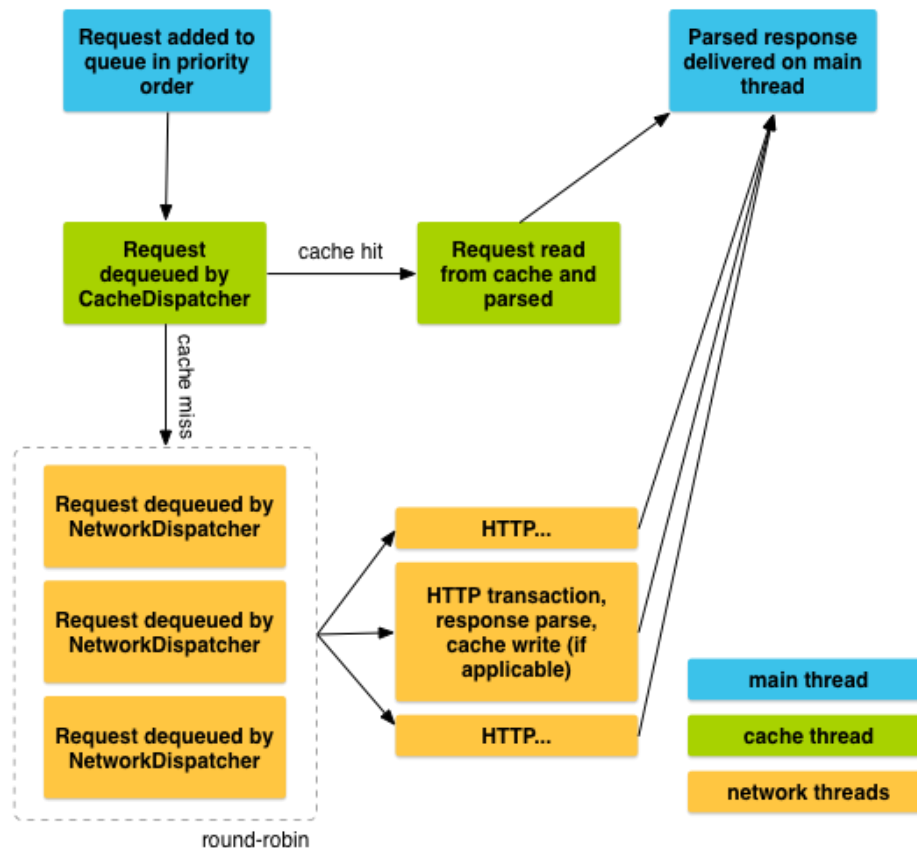 Request added to
queue in priority
order
Parsed response
delivered on main
thread
Request
dequeued by
CacheDispatcher
cache hit
Request read
from cache and
parsed
cache miss
Request dequeued by
NetworkDispatcher
Request dequeued by
NetworkDispatcher
Request dequeued by
NetworkDispatcher
round-robin
HTTP...
HTTP transaction,
response parse,
cache write (if
applicable)
HTTP...
main thread
cache thread
network threads